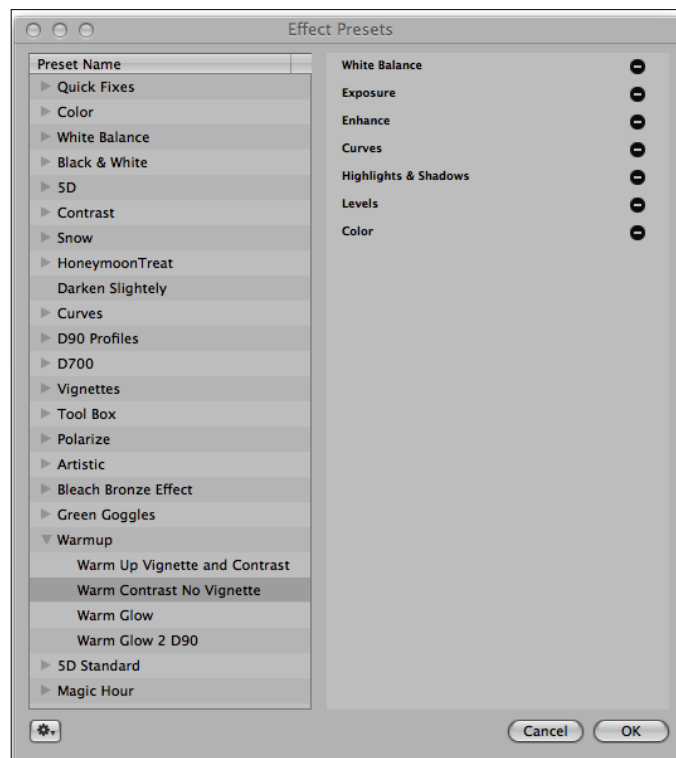 Effect Presets
Preset Name
Quick Fixes
Color
White Balance
Black & White
5D
Contrast
Snow
HoneymoonTreat
Darken Slightely
Curves
D90 Profiles
D700
Vignettes
Tool Box
Polarize
Artistic
Bleach Bronze Effect
Green Goggles
Warmup
Warm Up Vignette and Contrast
Warm Contrast No Vignette
Warm Glow
Warm Glow 2 D90
5D Standard
Magic Hour
White Balance
Exposure
Enhance
Curves
Highlights & Shadows
Levels
Color
Cancel
OK